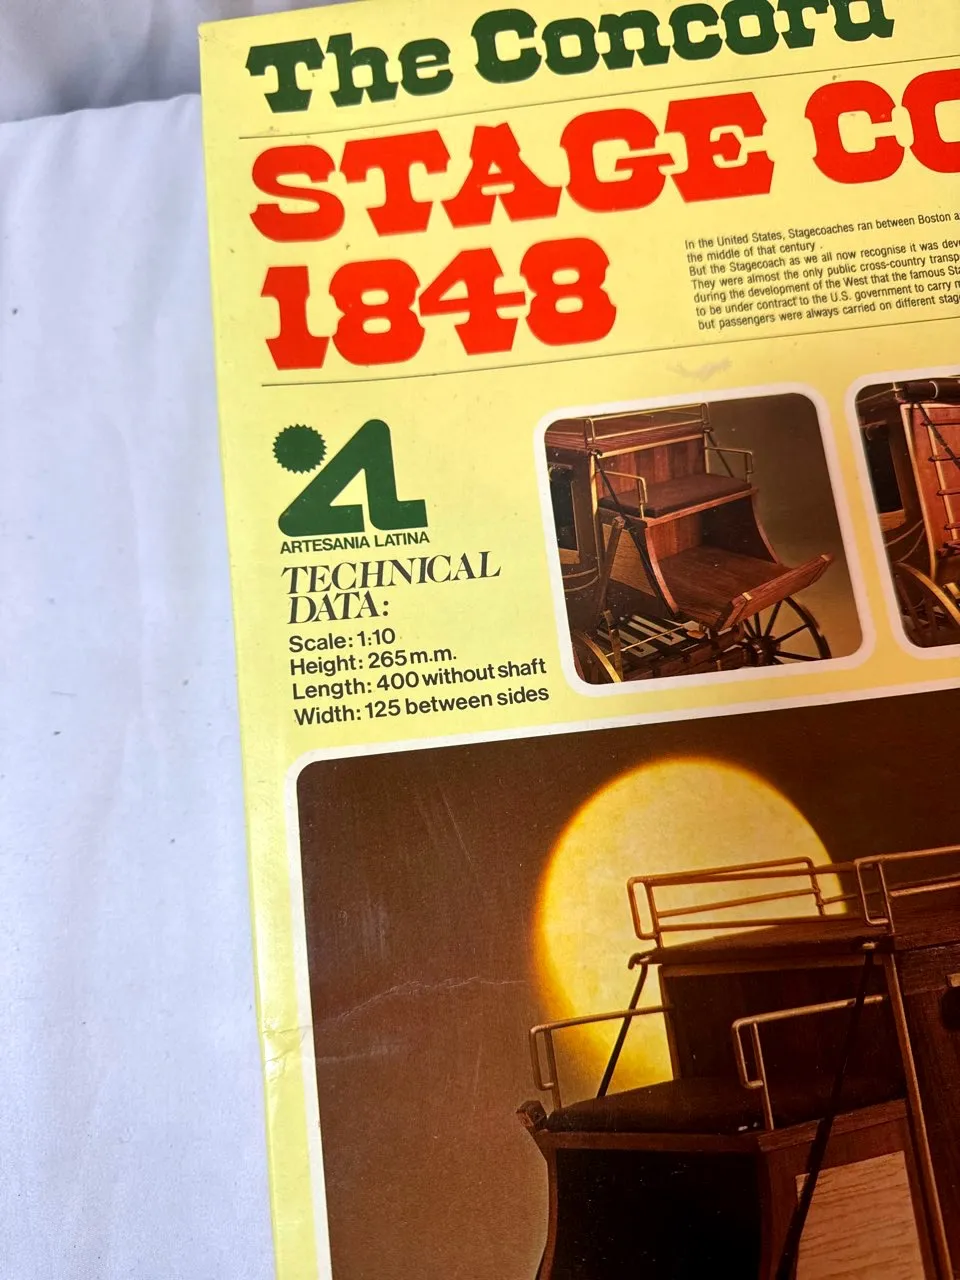 The Concord
STAGE CO
1848
In the United States, Stagecoaches ran between Boston
the middle of that century .
But the Stagecoach as we all now recognise it was
They were almost the only public cross-country
during the development of the West that the famous
to be under contract to the U.S. government to carry
but passengers were always carried on different
ARTESANIA LATINA
TECHNICAL
DATA:
Scale: 1:10
Height: 265 m.m.
Length: 400 without shaft
Width: 125 between sides